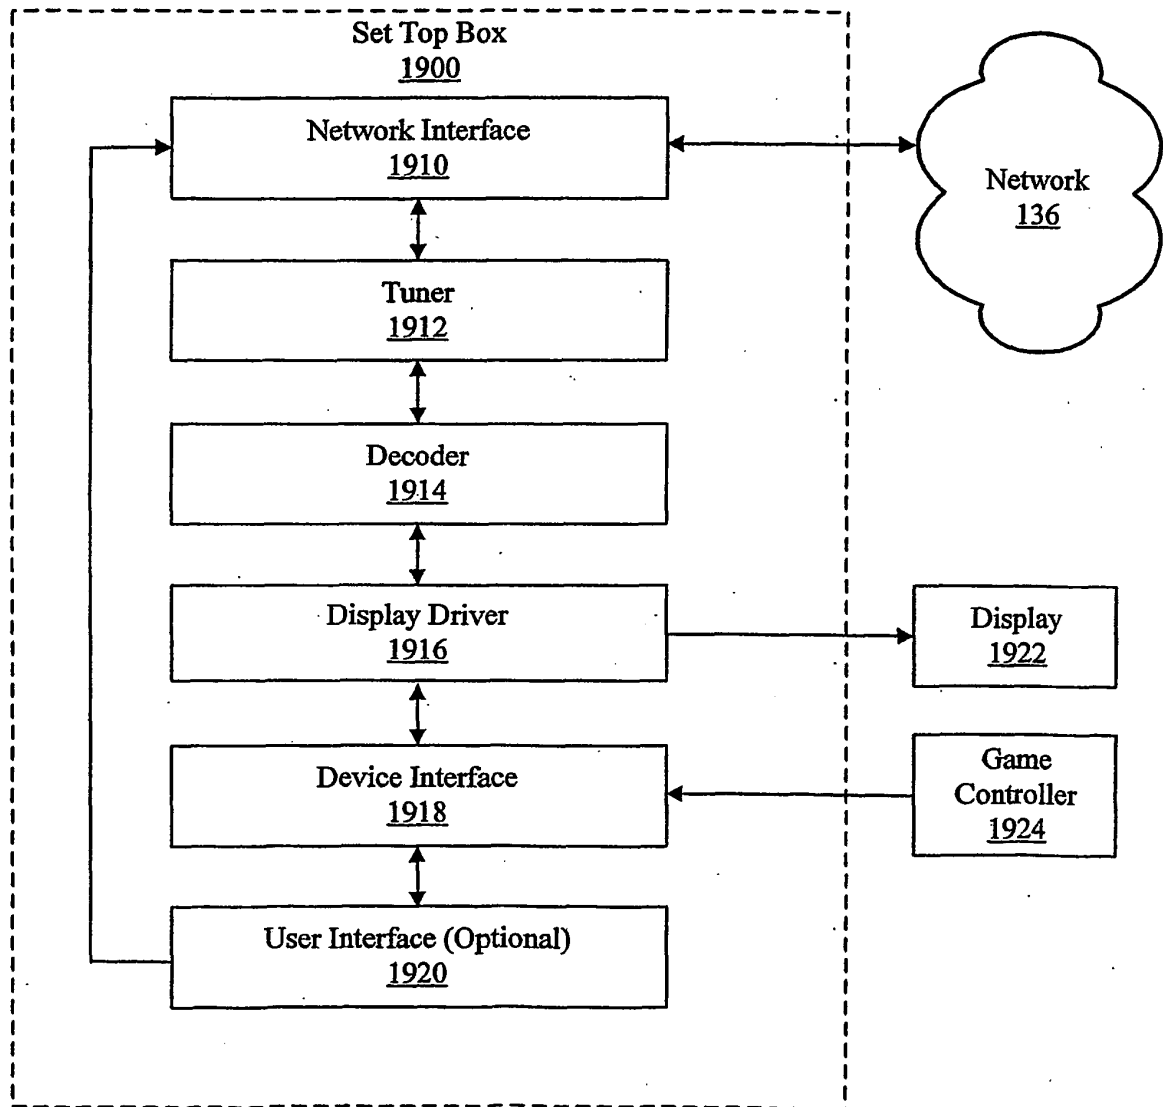 Set Top Box
1900
Network Interface
1910
Network
136
Tuner
1912
Decoder
1914
Display Driver
1916
Display
1922
Device Interface
1918
Game
Controller
1924
User Interface (Optional)
1920